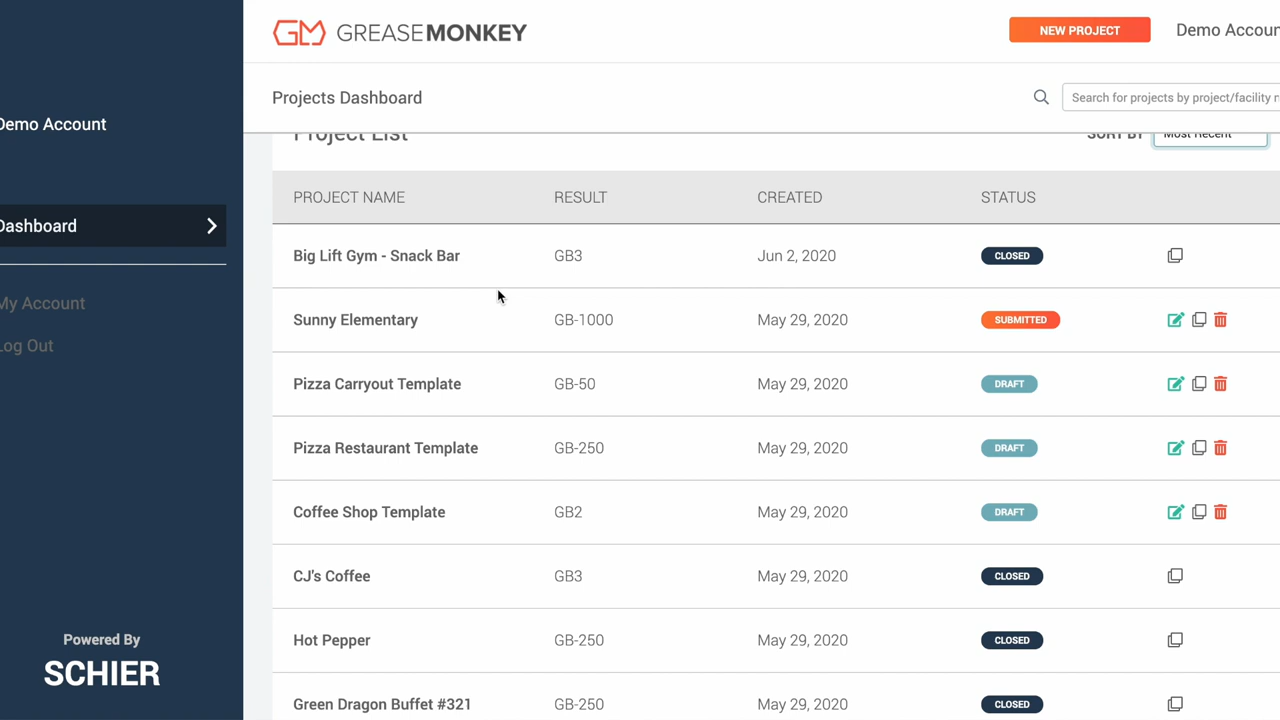 GM GREASEMONKEY
NEW PROJECT
Demo Accoun
Projects Dashboard
Search for projects by project/facility n
Demo Account
Dashboard
My Account
Log Out
Powered By
SCHIER
Project List
SORT BY
Most Recent
PROJECT NAME RESULT CREATED STATUS
Big Lift Gym - Snack Bar GB3 Jun 2, 2020 CLOSED
Sunny Elementary GB-1000 May 29, 2020 SUBMITTED
Pizza Carryout Template GB-50 May 29, 2020 DRAFT
Pizza Restaurant Template GB-250 May 29, 2020 DRAFT
Coffee Shop Template GB2 May 29, 2020 DRAFT
CJ's Coffee GB3 May 29, 2020 CLOSED
Hot Pepper GB-250 May 29, 2020 CLOSED
Green Dragon Buffet #321 GB-250 May 29, 2020 CLOSED